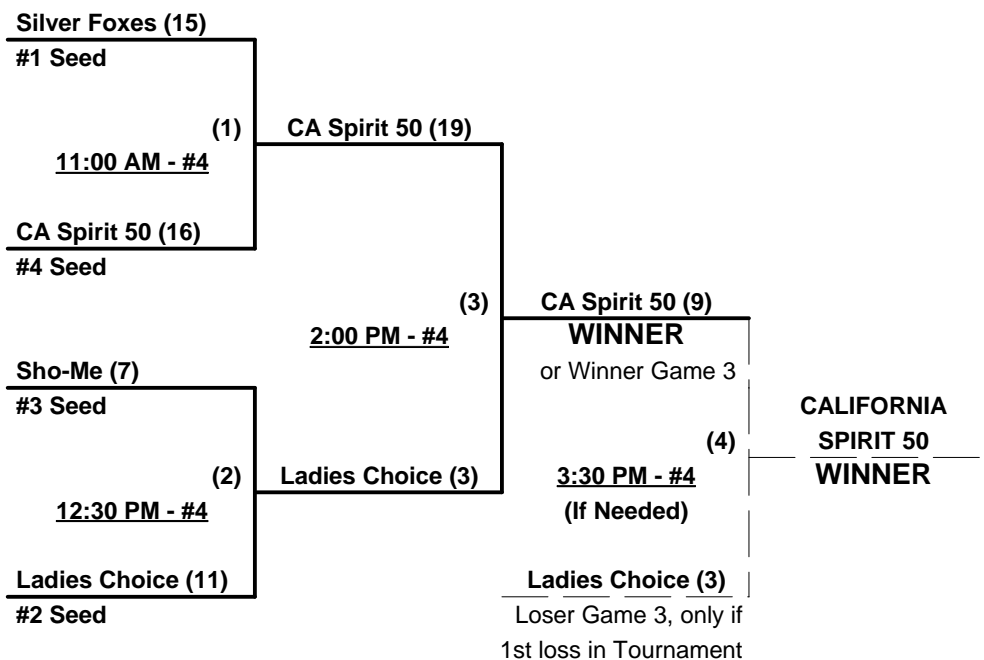 Silver Foxes (15)
#1 Seed
(1)
11:00 AM - #4
CA Spirit 50 (16)
#4 Seed
CA Spirit 50 (19)
Sho-Me (7)
#3 Seed
(2)
12:30 PM - #4
Ladies Choice (11)
#2 Seed
Ladies Choice (3)
(3)
2:00 PM - #4
CA Spirit 50 (9)
WINNER
or Winner Game 3
(4)
3:30 PM - #4
(If Needed)
Ladies Choice (3)
Loser Game 3, only if
1st loss in Tournament
CALIFORNIA
SPIRIT 50
WINNER